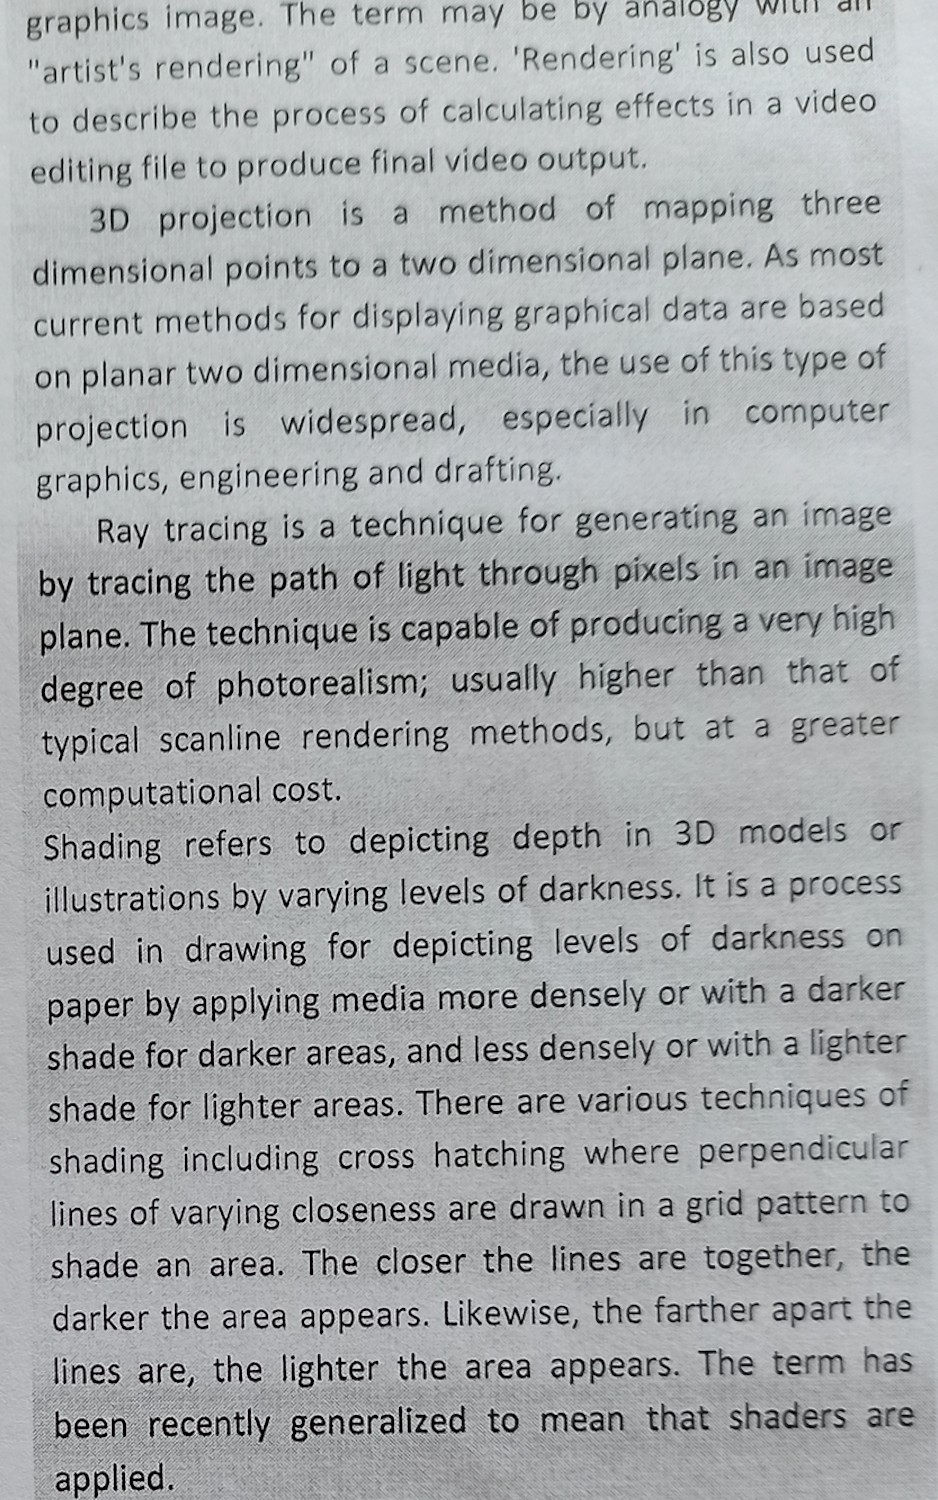 graphics image. The term may be by analogy with an
"artist's rendering" of a scene. 'Rendering' is also used
to describe the process of calculating effects in a video
editing file to produce final video output.
3D projection is a method of mapping three
dimensional points to a two dimensional plane. As most
current methods for displaying graphical data are based
on planar two dimensional media, the use of this type of
projection is widespread, especially in computer
graphics, engineering and drafting.
Ray tracing is a technique for generating an image
by tracing the path of light through pixels in an image
plane. The technique is capable of producing a very high
degree of photorealism; usually higher than that of
typical scanline rendering methods, but at a greater
computational cost.
Shading refers to depicting depth in 3D models or
illustrations by varying levels of darkness. It is a process
used in drawing for depicting levels of darkness on
paper by applying media more densely or with a darker
shade for darker areas, and less densely or with a lighter
shade for lighter areas. There are various techniques of
shading including cross hatching where perpendicular
lines of varying closeness are drawn in a grid pattern to
shade an area. The closer the lines are together, the
darker the area appears. Likewise, the farther apart the
lines are, the lighter the area appears. The term has
been recently generalized to mean that shaders are
applied.